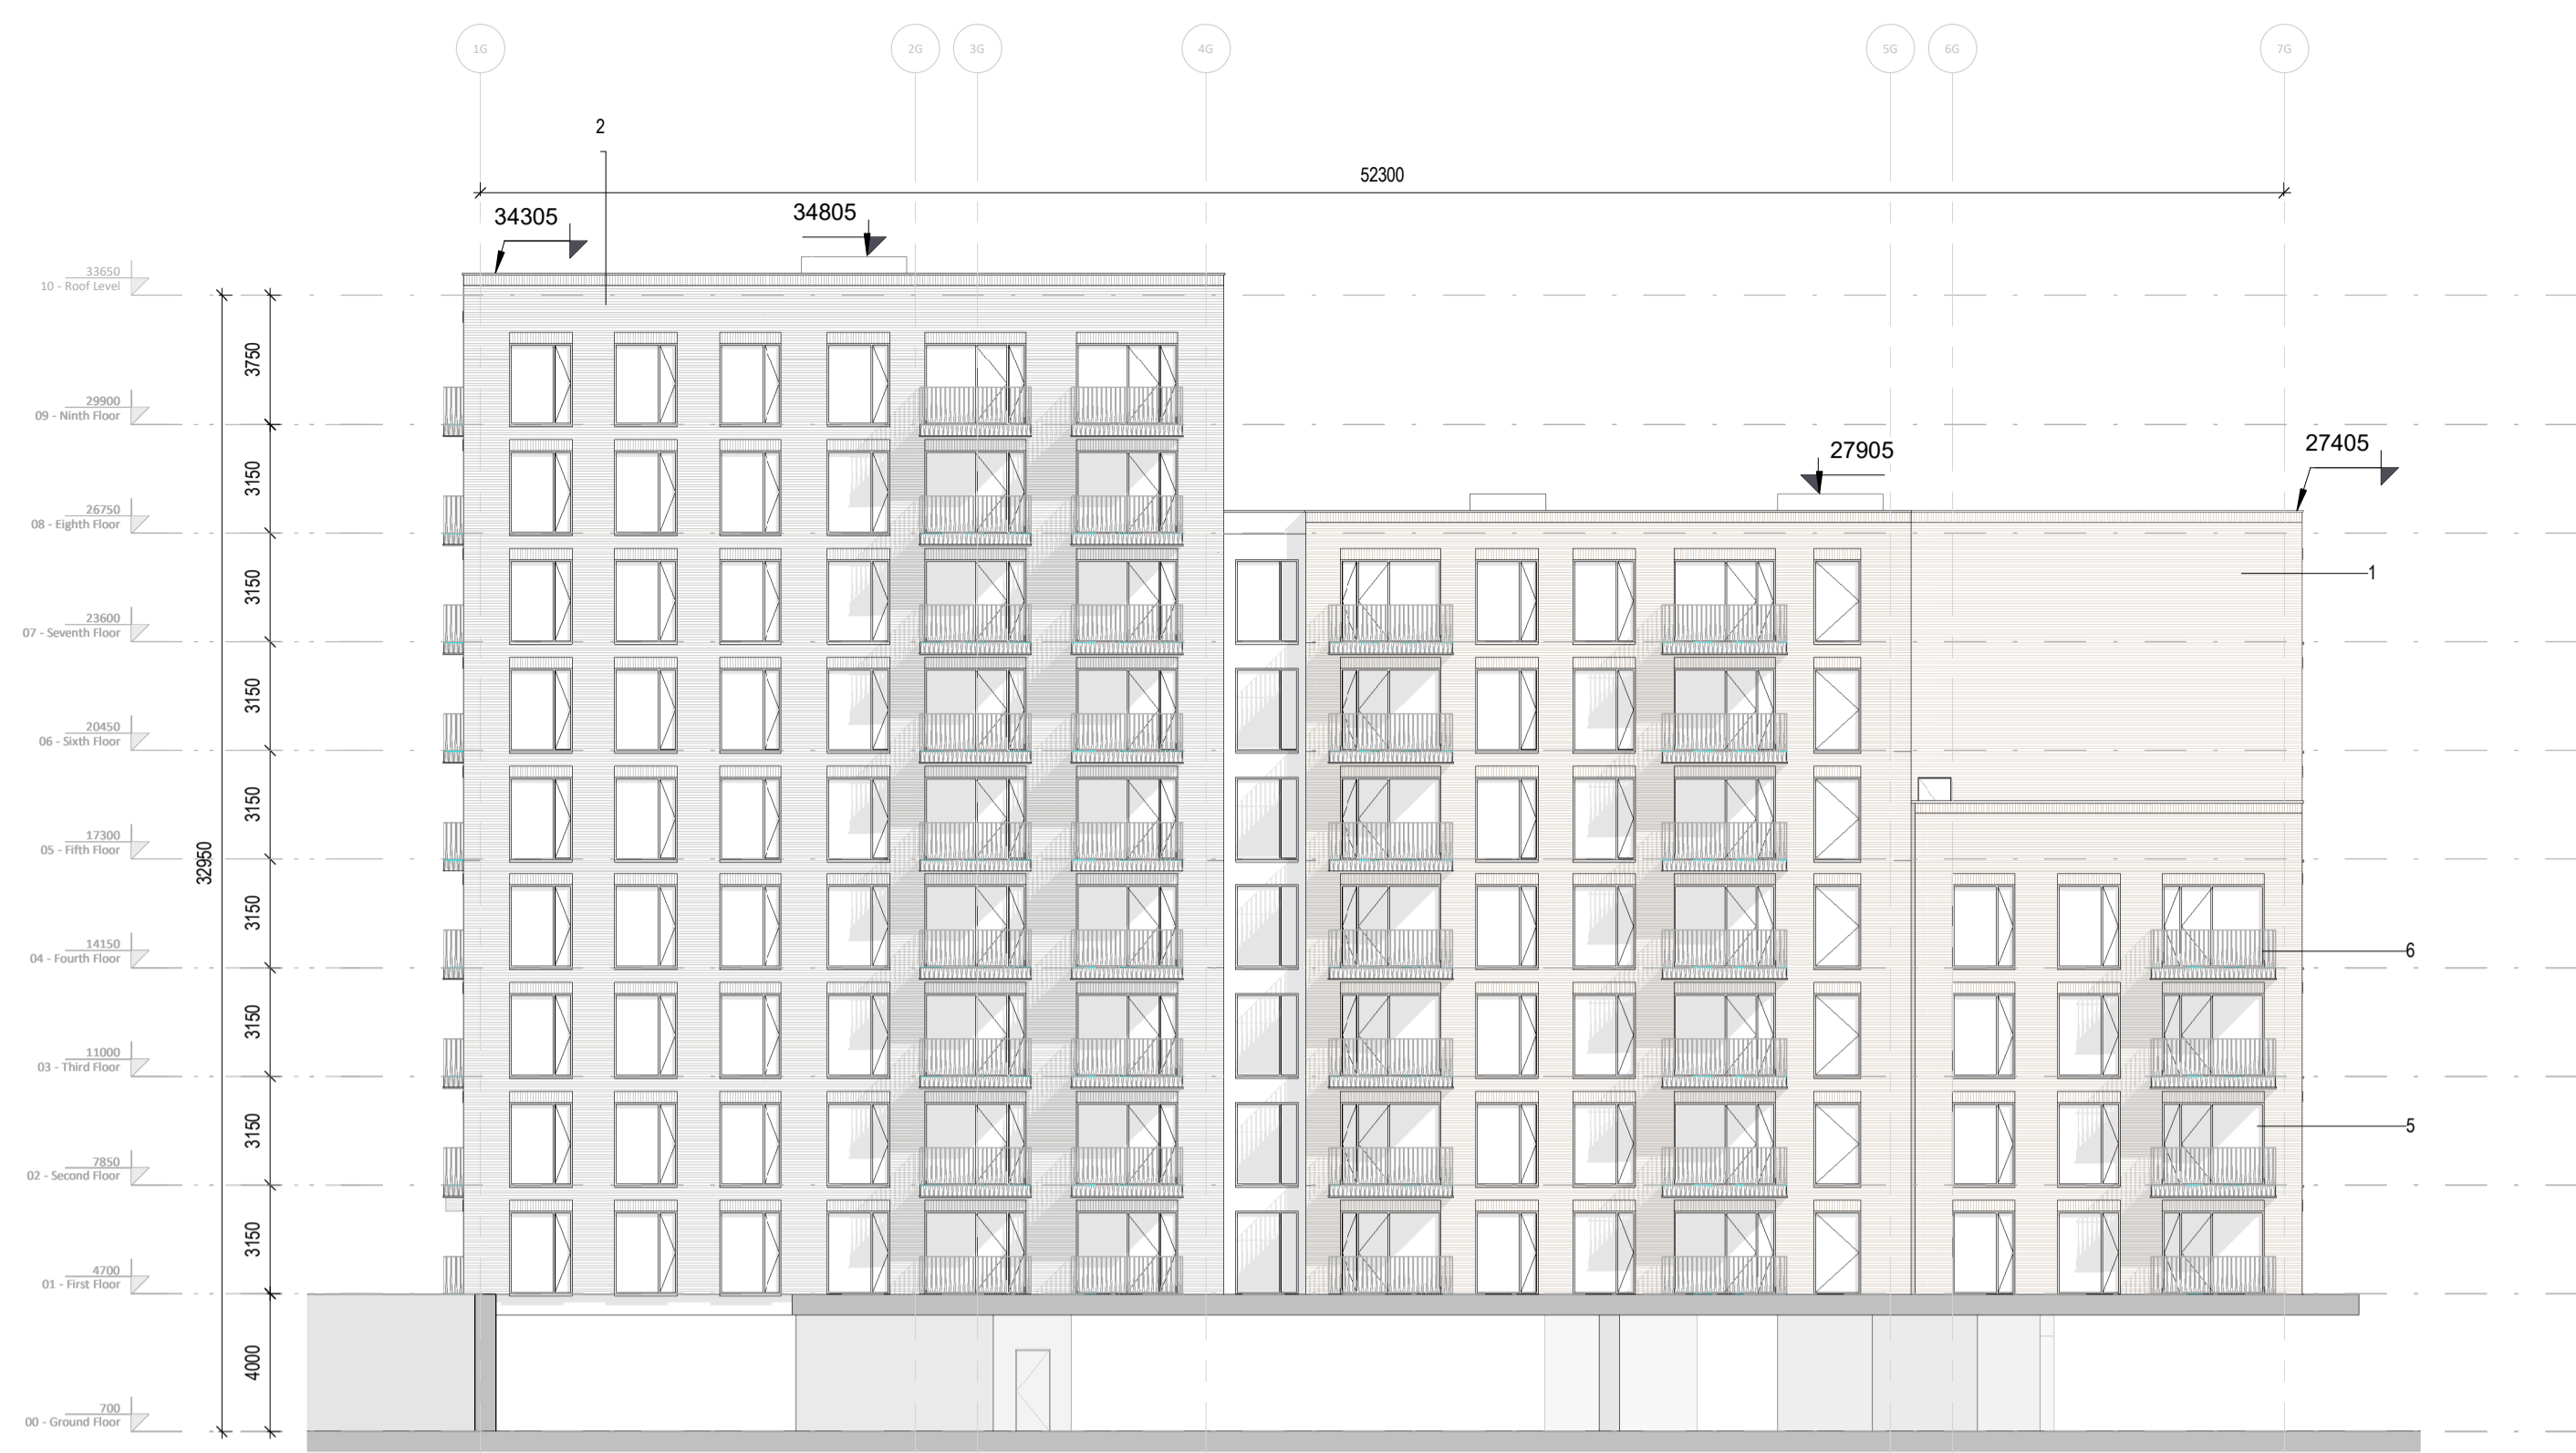 1G
2G
3G
4G
5G
6G
7G
2
52300
34305
34805
33650
10 - Roof Level
3750
29900
09 - Ninth Floor
27905
27405
3150
26750
08 - Eighth Floor
1
3150
23600
07 - Seventh Floor
3150
20450
06 - Sixth Floor
3150
17300
05 - Fifth Floor
32950
3150
14150
04 - Fourth Floor
6
3150
11000
03 - Third Floor
5
3150
7850
02 - Second Floor
3150
4700
01 - First Floor
4000
700
00 - Ground Floor